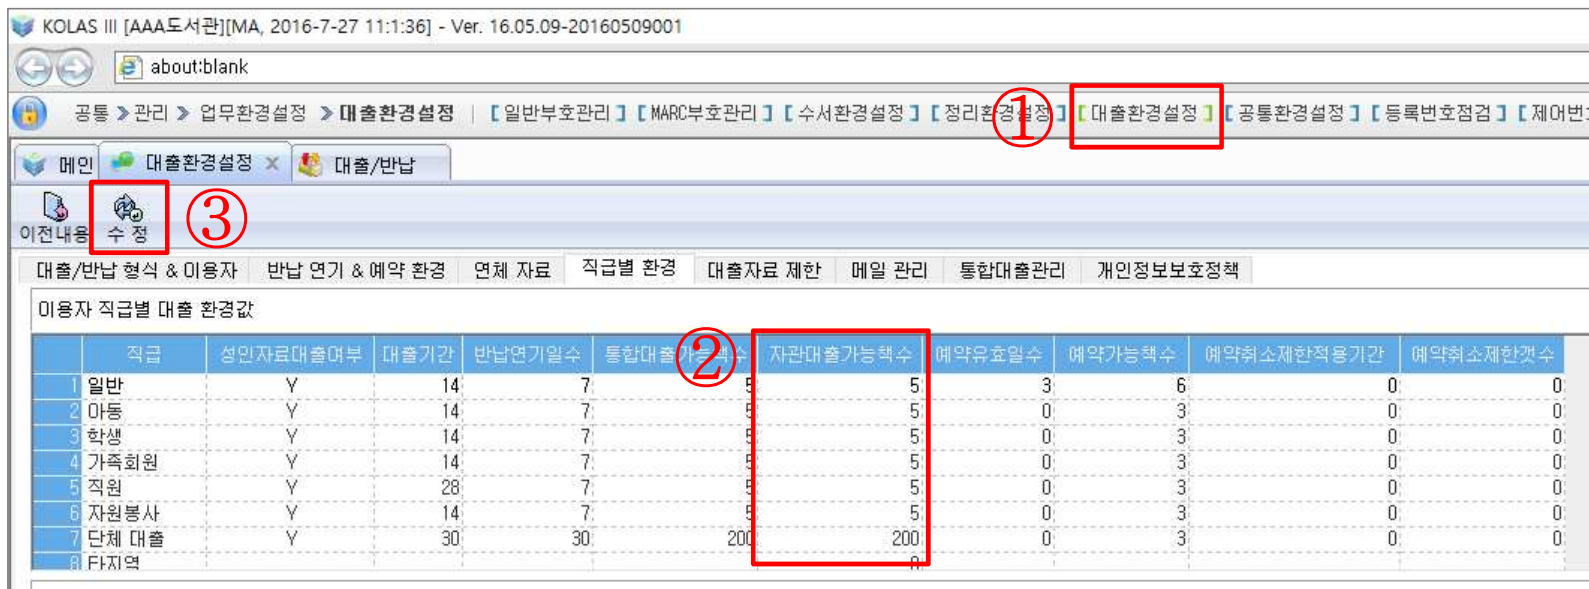 KOLAS III [AAA도서관][MA, 2016-7-27 11:1:36] - Ver. 16.05.09-20160509001
about:blank
공통 》관리 》 업무환경설정 》대출환경설정 | 【일반부호관리】【MARC부호관리】【수서환경설정】【정리환경설정】【대출환경설정】【공통환경설정】【등록번호점검】【제어번
①
메인 대출환경설정 × 대출/반납
이전내용 수 정 ③
대출/반납 형식 & 이용자 반납 연기 & 예약 환경 연체 자료 직급별 환경 대출자료 제한 메일 관리 통합대출관리 개인정보보호정책
이용자 직급별 대출 환경값
②
직급 성인자료대출여부 대출기간 반납연기일수 통합대출가능책수 자관대출가능책수 예약유효일수 예약가능책수 예약취소제한적용기간 예약취소제한갯수
1 일반 Y 14 7 5 5 3 6 0 0
2 아동 Y 14 7 5 5 0 3 0 0
3 학생 Y 14 7 5 5 0 3 0 0
4 가족회원 Y 14 7 5 5 0 3 0 0
5 직원 Y 28 7 5 5 0 3 0 0
6 자원봉사 Y 14 7 5 5 0 3 0 0
7 단체 대출 Y 30 30 200 200 0 3 0 0
8 타지역 0